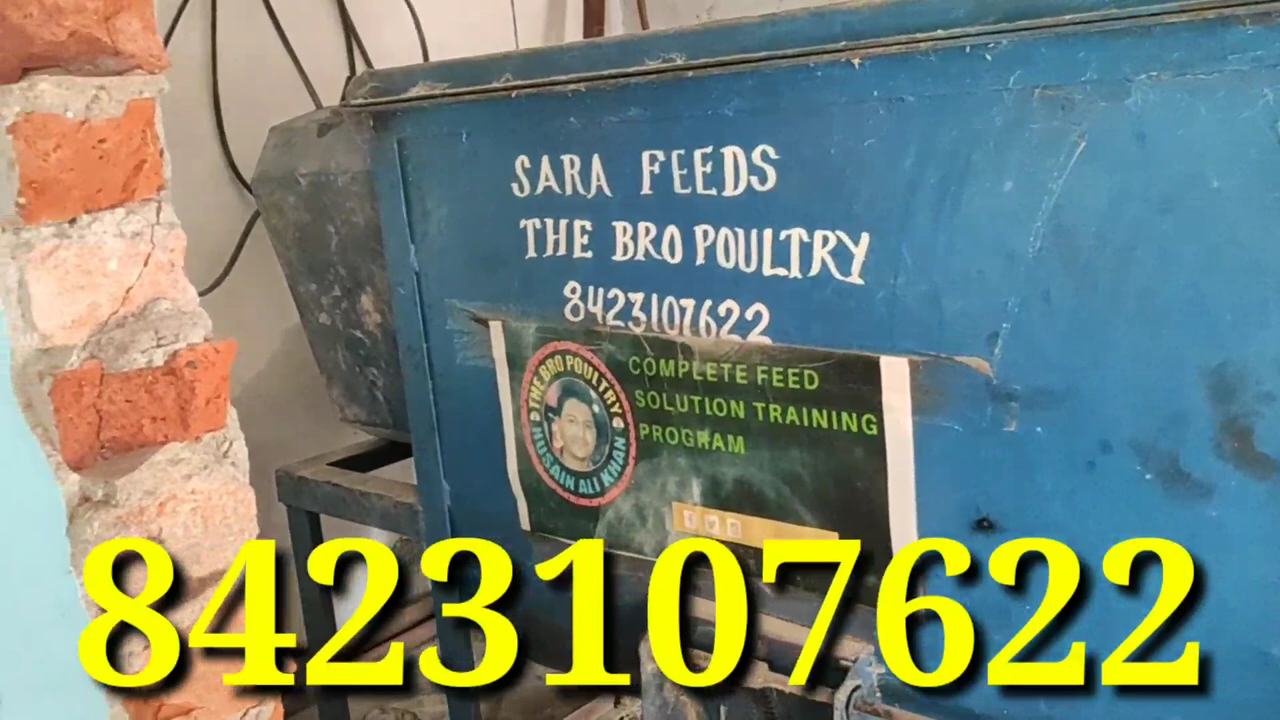 SARA FEEDS
THE BRO POULTRY
8423107622
THE BRO POULTRY
HUSAIN ALI KHAN
COMPLETE FEED
SOLUTION TRAINING
PROGRAM
8423107622